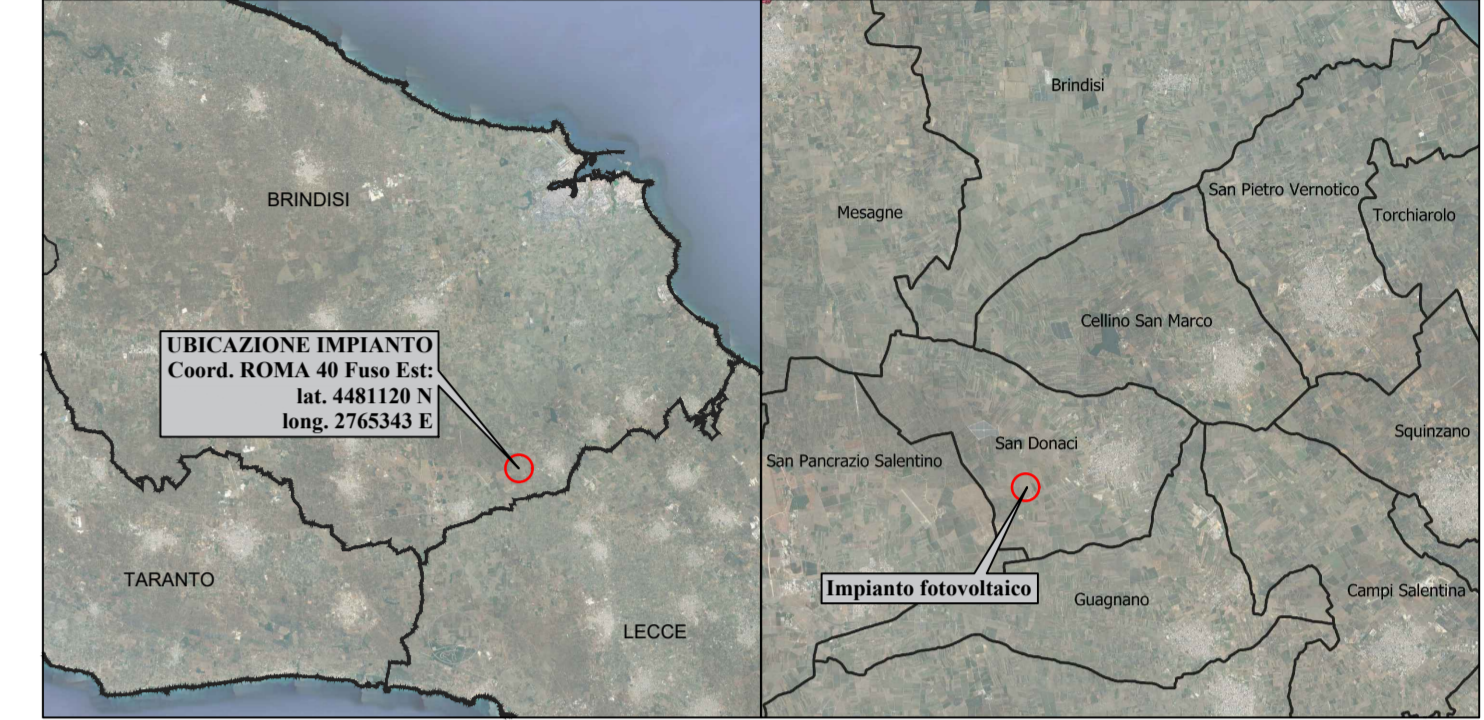 BRINDISI
UBICAZIONE IMPIANTO
Coord. ROMA 40 Fuso Est:
lat. 4481120 N
long. 2765343 E
TARANTO
LECCE
Brindisi
Mesagne
San Pietro Vernotico
Torchiarolo
Cellino San Marco
San Donaci
Squinzano
San Pancrazio Salentino
Impianto fotovoltaico
Guagnano
Campi Salentina